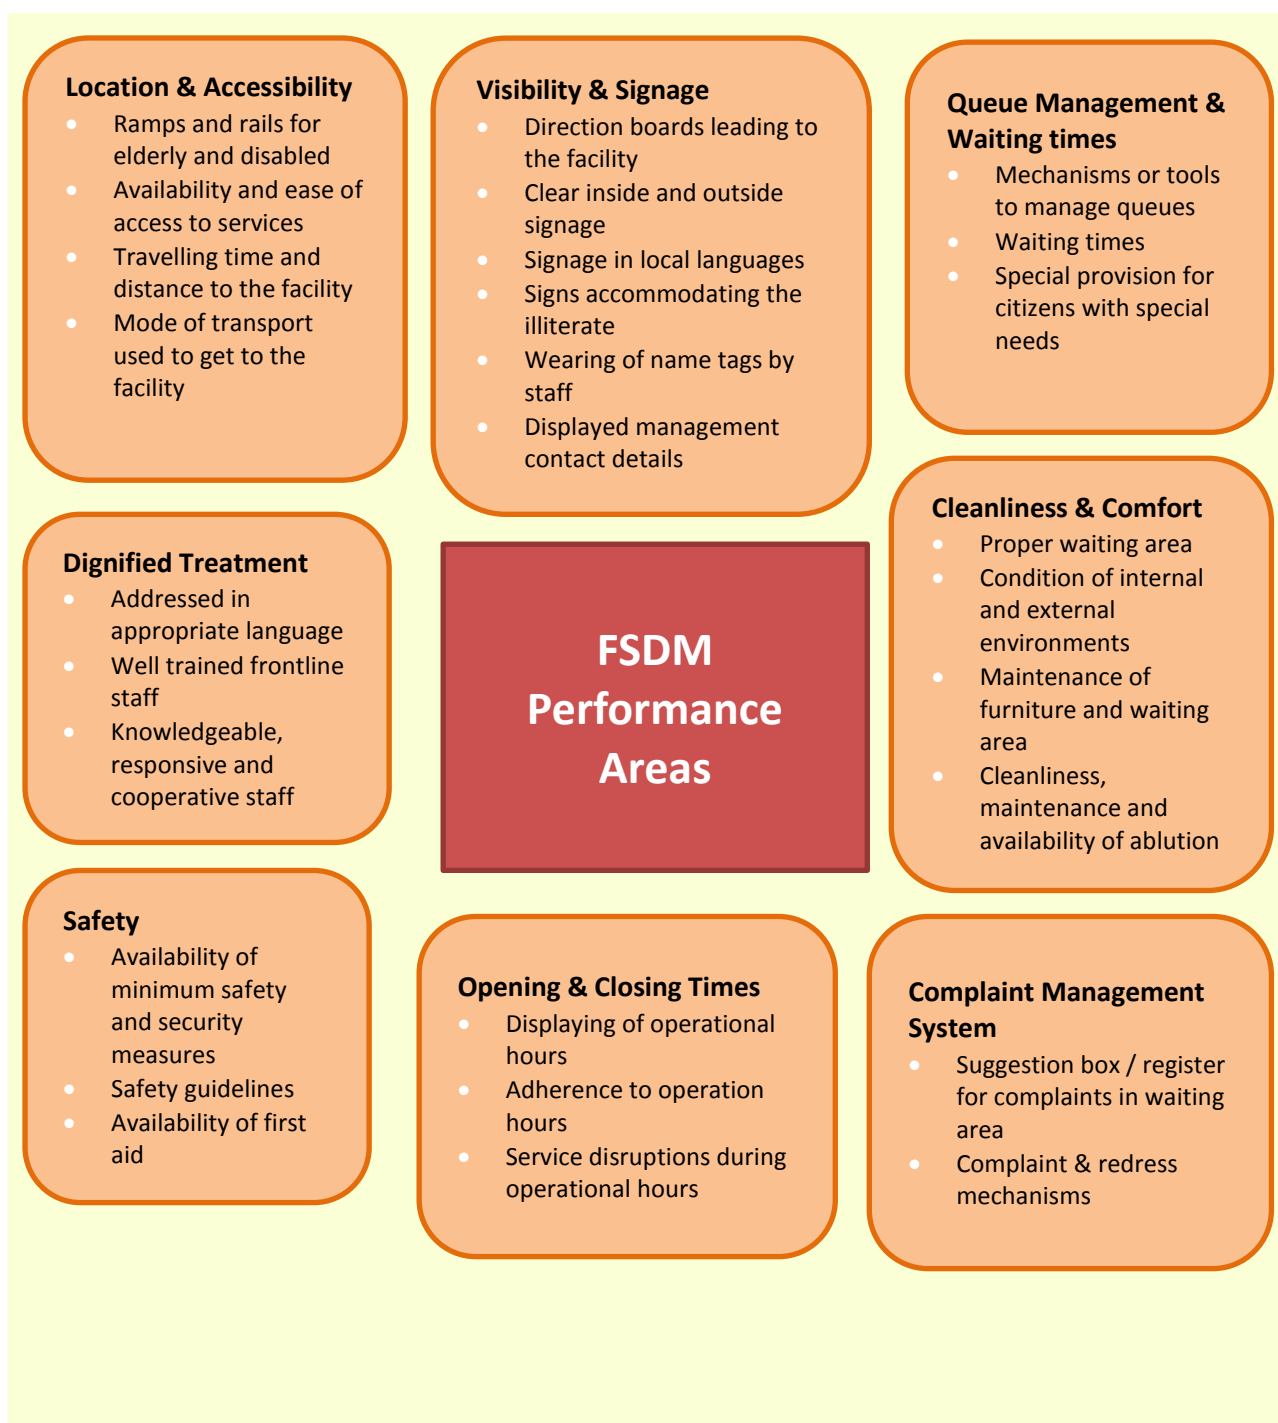 Location & Accessibility
• Ramps and rails for
elderly and disabled
• Availability and ease of
access to services
• Travelling time and
distance to the facility
• Mode of transport
used to get to the
facility
Visibility & Signage
• Direction boards leading to
the facility
• Clear inside and outside
signage
• Signage in local languages
• Signs accommodating the
illiterate
• Wearing of name tags by
staff
• Displayed management
contact details
Queue Management &
Waiting times
• Mechanisms or tools
to manage queues
• Waiting times
• Special provision for
citizens with special
needs
Dignified Treatment
• Addressed in
appropriate language
• Well trained frontline
staff
• Knowledgeable,
responsive and
cooperative staff
FSDM
Performance
Areas
Cleanliness & Comfort
• Proper waiting area
• Condition of internal
and external
environments
• Maintenance of
furniture and waiting
area
• Cleanliness,
maintenance and
availability of ablution
Safety
• Availability of
minimum safety
and security
measures
• Safety guidelines
• Availability of first
aid
Opening & Closing Times
• Displaying of operational
hours
• Adherence to operation
hours
• Service disruptions during
operational hours
Complaint Management
System
• Suggestion box / register
for complaints in waiting
area
• Complaint & redress
mechanisms